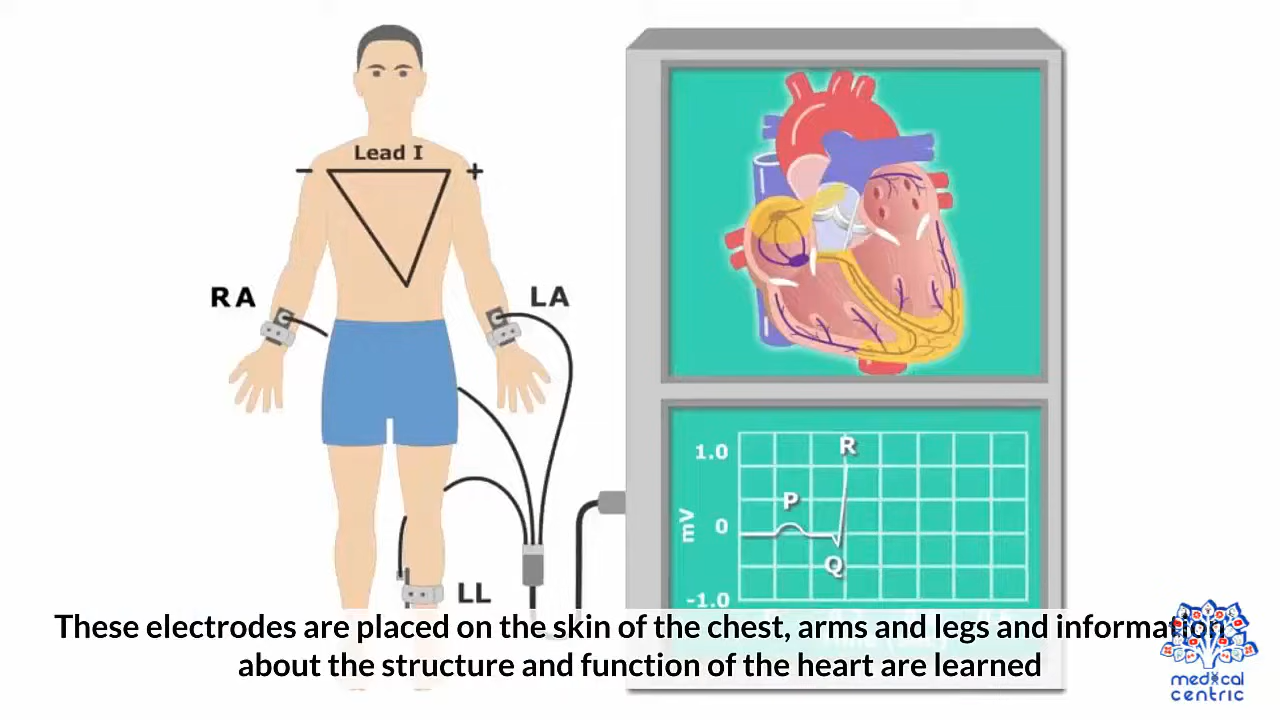 Lead I
− +
RA
LA
LL
1.0
mV
0
-1.0
P
R
Q
These electrodes are placed on the skin of the chest, arms and legs and information
about the structure and function of the heart are learned
medical
centric